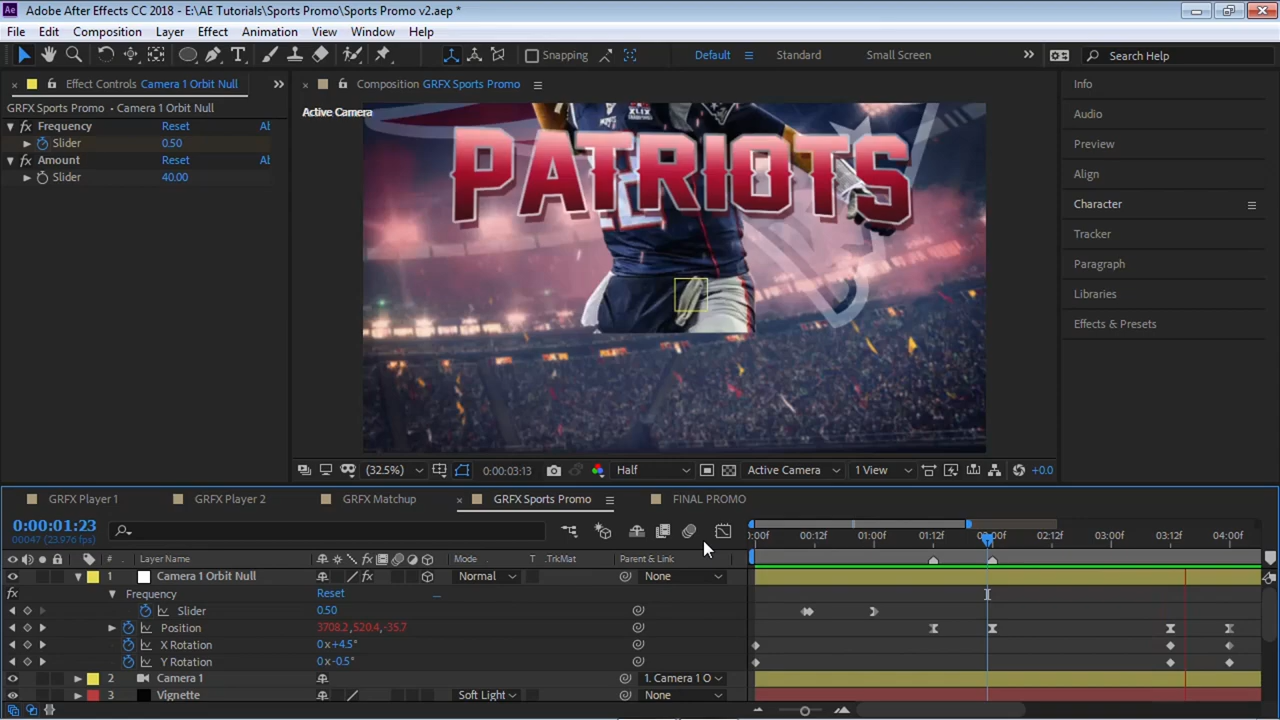 Adobe After Effects CC 2018 - E:\AE Tutorials\Sports Promo\Sports Promo v2.aep *
File Edit Composition Layer Effect Animation View Window Help
Snapping Default Standard Small Screen Search Help
Effect Controls Camera 1 Orbit Null
Composition GRFX Sports Promo
Info
GRFX Sports Promo • Camera 1 Orbit Null
Active Camera
Frequency Reset Ab
Slider 0.50
Amount Reset Ab
Slider 40.00
PATRIOTS
Audio
Preview
Align
Character
Tracker
Paragraph
Libraries
Effects & Presets
(32.5%) 0:00:03:13 Half Active Camera 1 View +0.0
GRFX Player 1 GRFX Player 2 GRFX Matchup GRFX Sports Promo FINAL PROMO
0:00:01:23
00047 (23.976 fps)
0:00f 00:12f 01:00f 01:12f 02:00f 02:12f 03:00f 03:12f 04:00f
# Layer Name Mode T .TrkMat Parent & Link
1 Camera 1 Orbit Null Normal None
Frequency Reset
Slider 0.50
Position 3708.2,520.4,-35.7
X Rotation 0x+4.5°
Y Rotation 0x-0.5°
2 Camera 1 1. Camera 1 O
3 Vignette Soft Light None